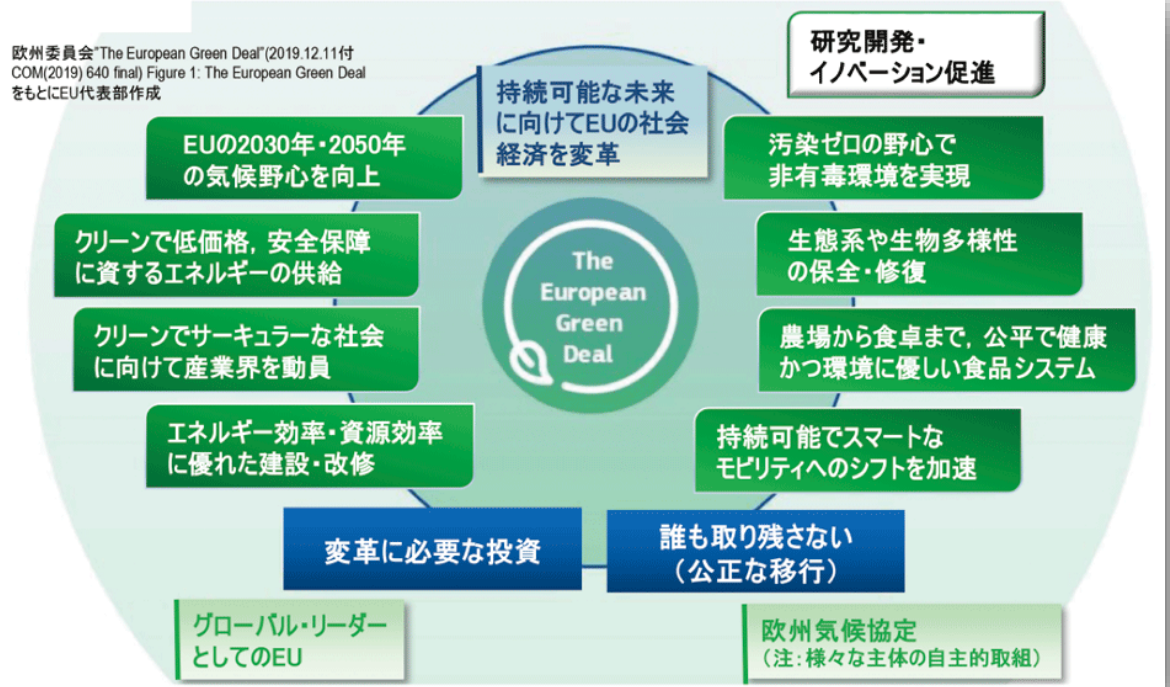 欧州委員会"The European Green Deal"(2019.12.11付
COM(2019) 640 final) Figure 1: The European Green Deal
をもとにEU代表部作成
持続可能な未来
に向けてEUの社会
経済を変革
研究開発・
イノベーション促進
EUの2030年・2050年
の気候野心を向上
クリーンで低価格，安全保障
に資するエネルギーの供給
クリーンでサーキュラーな社会
に向けて産業界を動員
エネルギー効率・資源効率
に優れた建設・改修
The
European
Green
Deal
汚染ゼロの野心で
非有毒環境を実現
生態系や生物多様性
の保全・修復
農場から食卓まで，公平で健康
かつ環境に優しい食品システム
持続可能でスマートな
モビリティへのシフトを加速
変革に必要な投資
誰も取り残さない
（公正な移行）
グローバル・リーダー
としてのEU
欧州気候協定
（注：様々な主体の自主的取組）